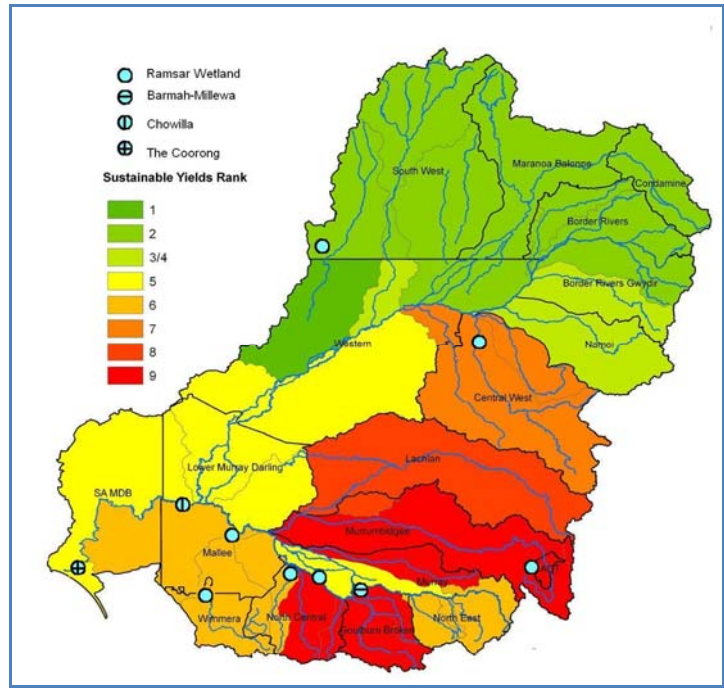 Ramsar Wetland
Barmah-Millewa
Chowilla
The Coorong
Sustainable Yields Rank
1
2
3/4
5
6
7
8
9
South West
Maranoa Balonne
Condamine
Border Rivers
Border Rivers Gwydir
Namoi
Western
Central West
Lachlan
Lower Murray Darling
SA MDB
Murrumbidgee
Mallee
ACT
Murray
Wimmera
North Central
Goulburn Broken
North East